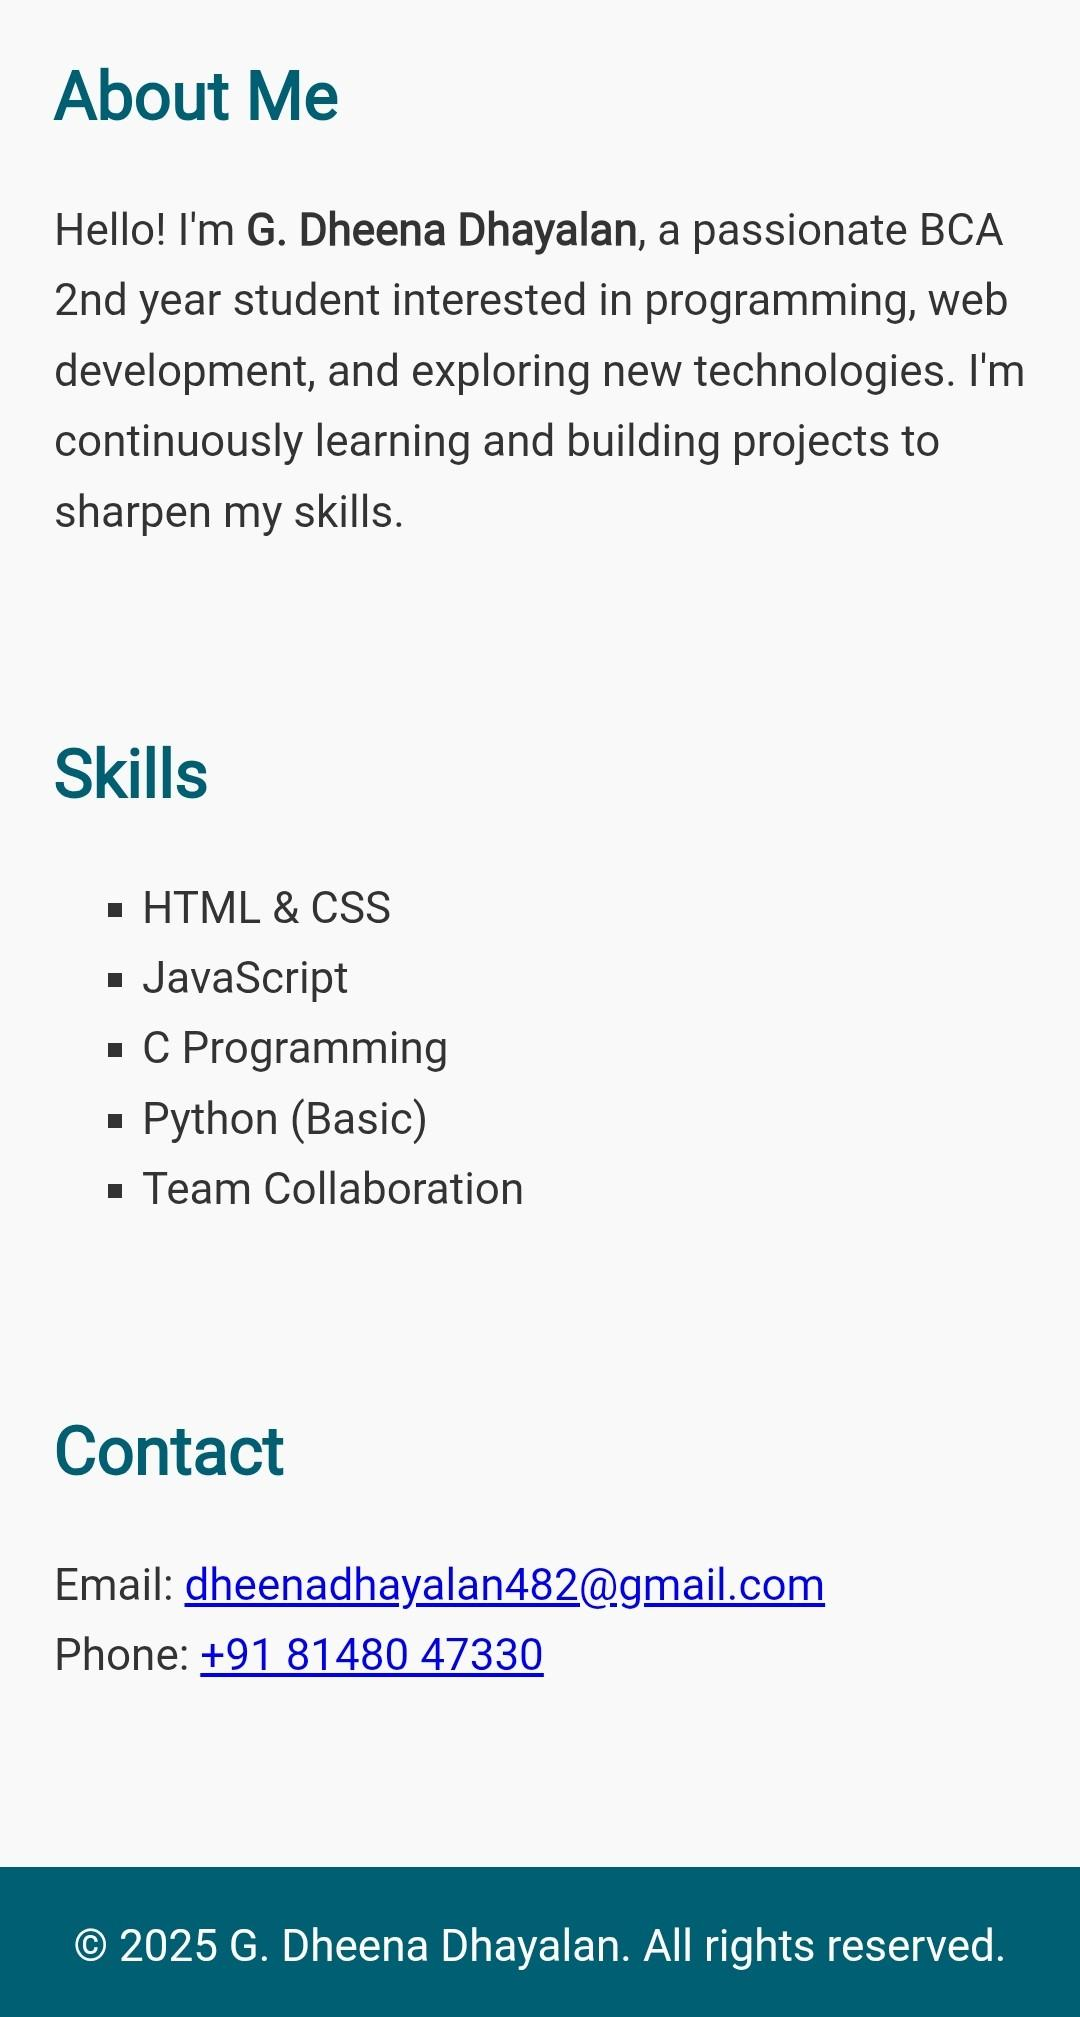 About Me
Hello! I'm G. Dheena Dhayalan, a passionate BCA
2nd year student interested in programming, web
development, and exploring new technologies. I'm
continuously learning and building projects to
sharpen my skills.
Skills
HTML & CSS
JavaScript
C Programming
Python (Basic)
Team Collaboration
Contact
Email: dheenadhayalan482@gmail.com
Phone: +91 81480 47330
© 2025 G. Dheena Dhayalan. All rights reserved.